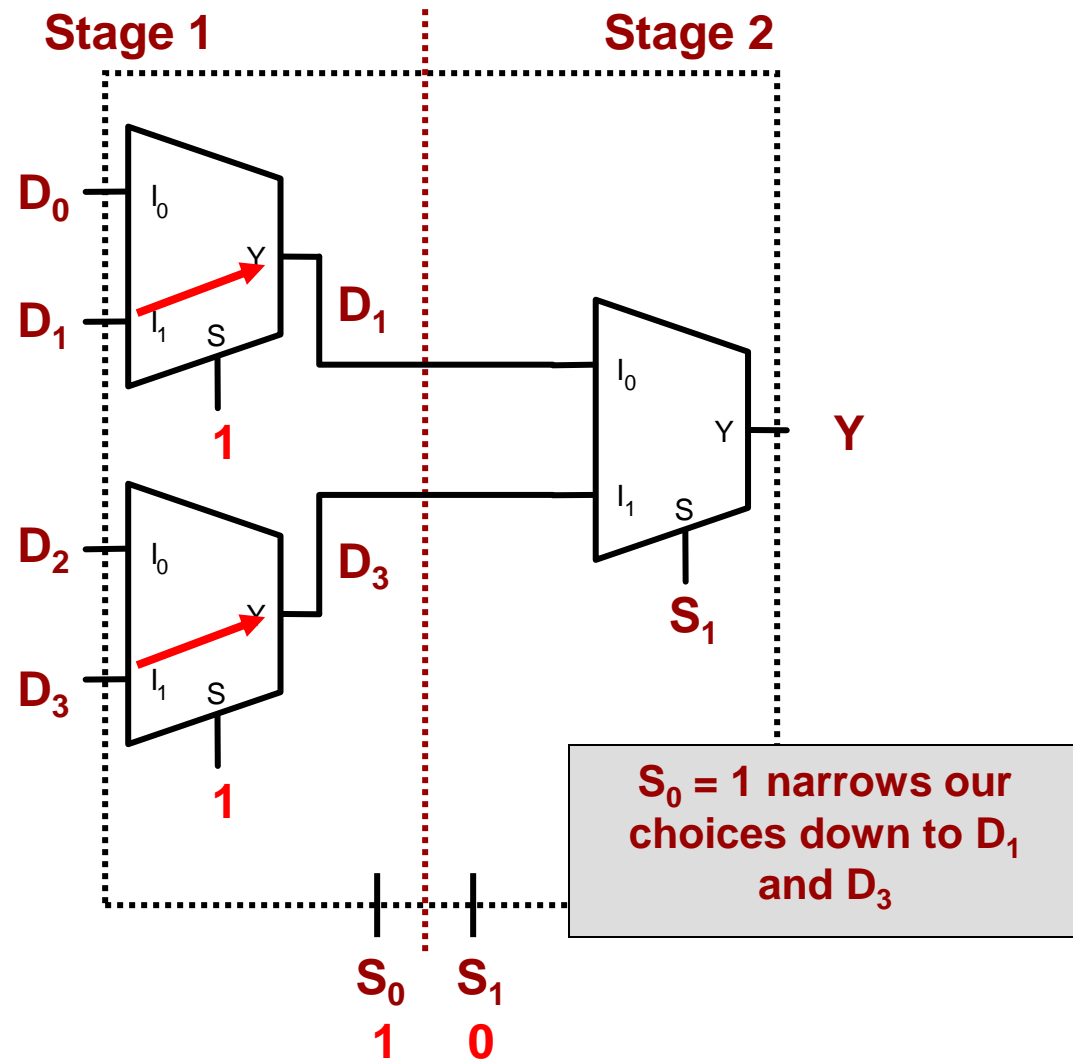 Stage 1
Stage 2
D₀
I₀
Y
D₁
I₁
S
D₁
1
I₀
Y
Y
I₁
S
S₁
D₂
I₀
Y
D₃
D₃
I₁
S
1
S₀ = 1 narrows our
choices down to D₁
and D₃
S₀
S₁
1
0